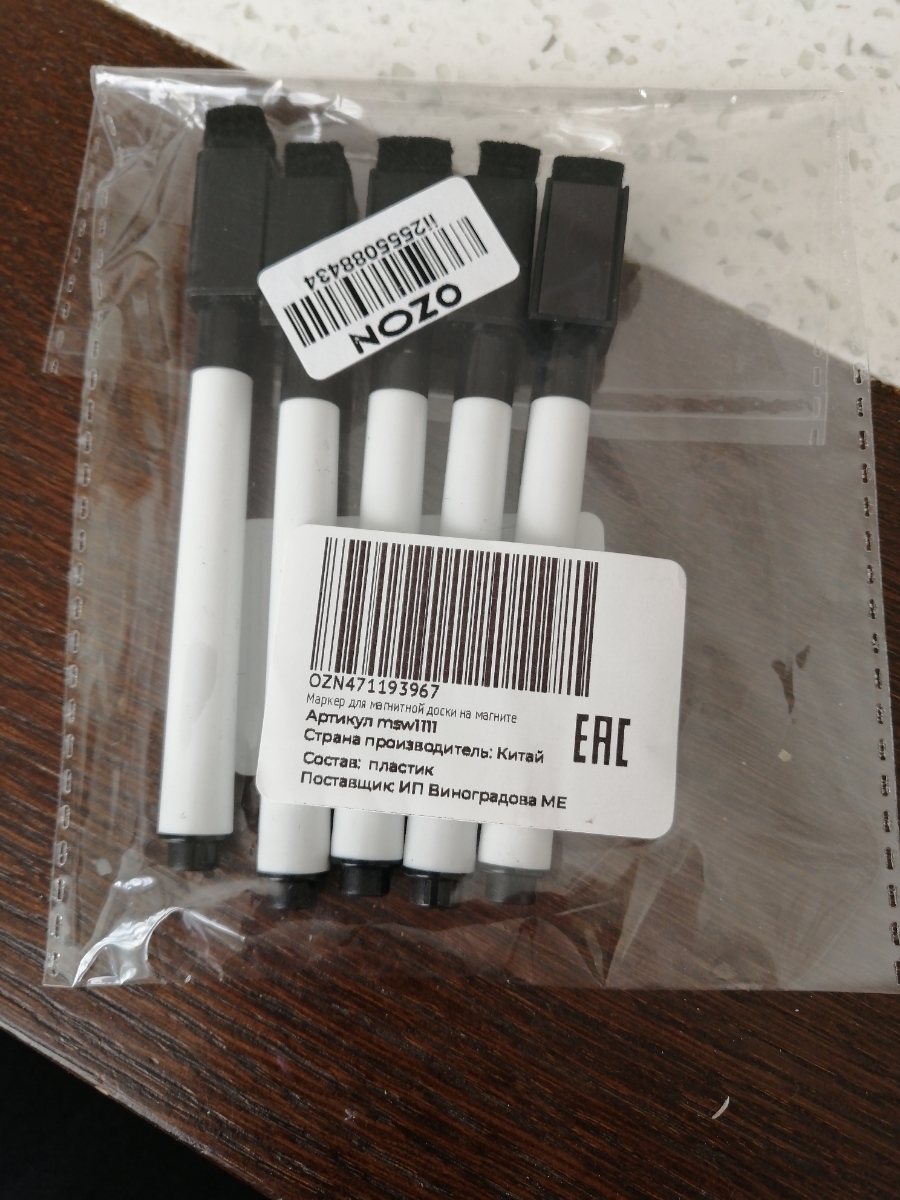 ii2555088434
OZON
OZN471193967
Маркер для магнитной доски на магните
Артикул msw1111
Страна производитель: Китай
Состав: пластик
Поставщик: ИП Виноградова МЕ
EAC